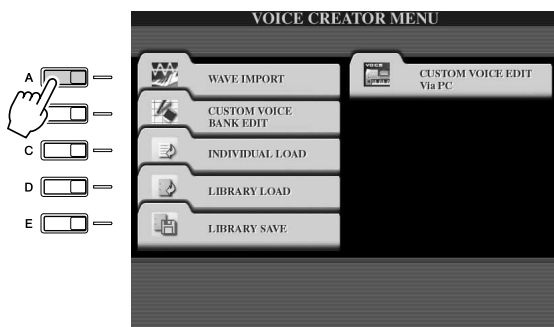 VOICE CREATOR MENU
A
WAVE IMPORT
CUSTOM VOICE
BANK EDIT
C
INDIVIDUAL LOAD
D
LIBRARY LOAD
E
LIBRARY SAVE
VOICE
CUSTOM VOICE EDIT
Via PC